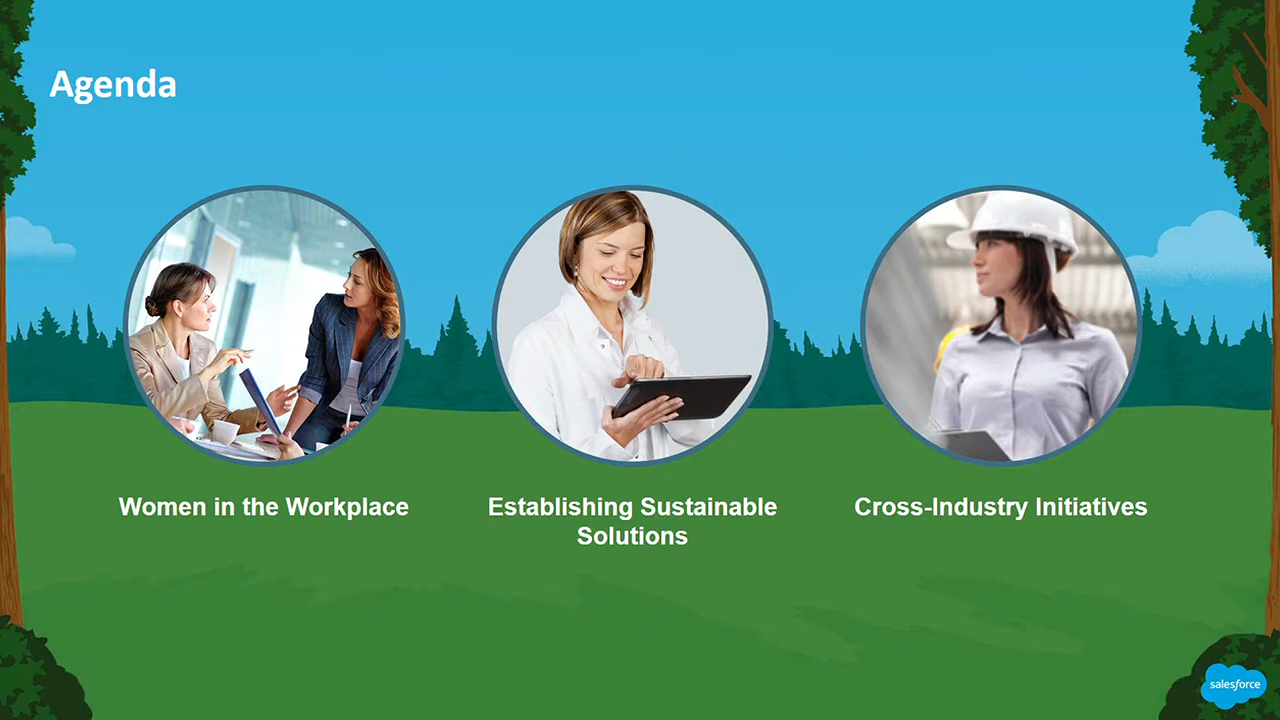 Agenda
Women in the Workplace
Establishing Sustainable
Solutions
Cross-Industry Initiatives
salesforce